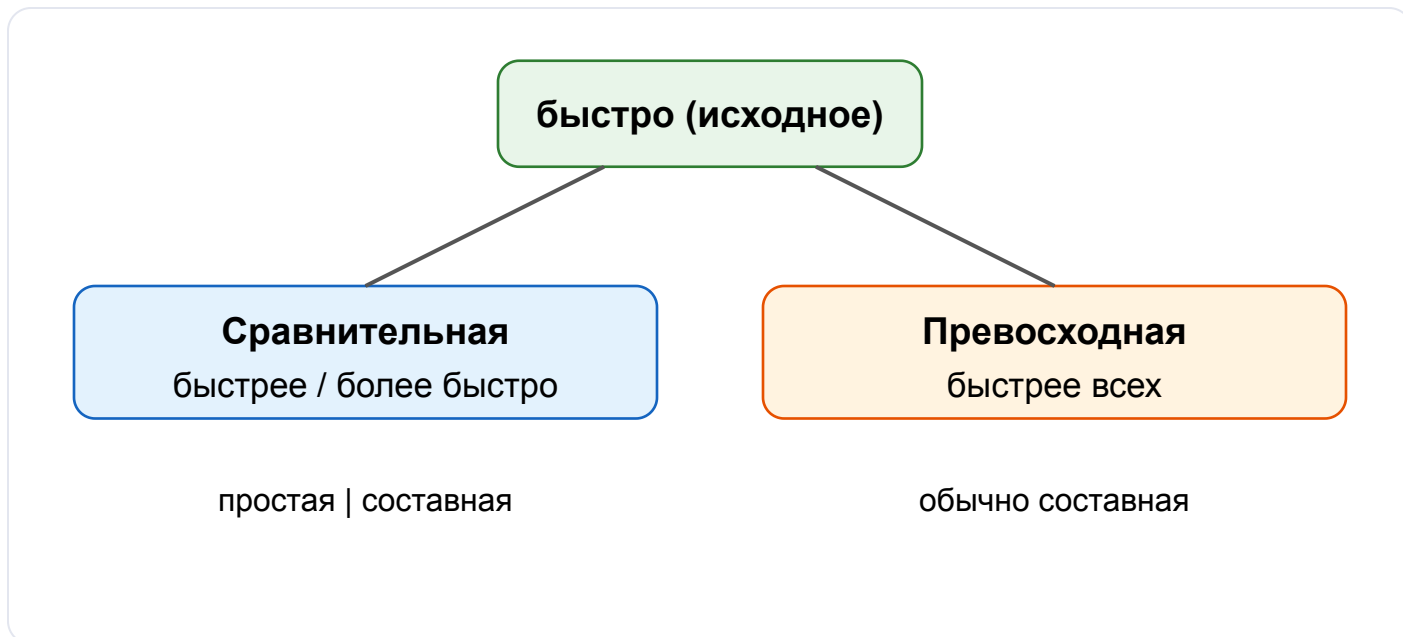 быстро (исходное)
Сравнительная
быстрее / более быстро
Превосходная
быстрее всех
простая | составная
обычно составная